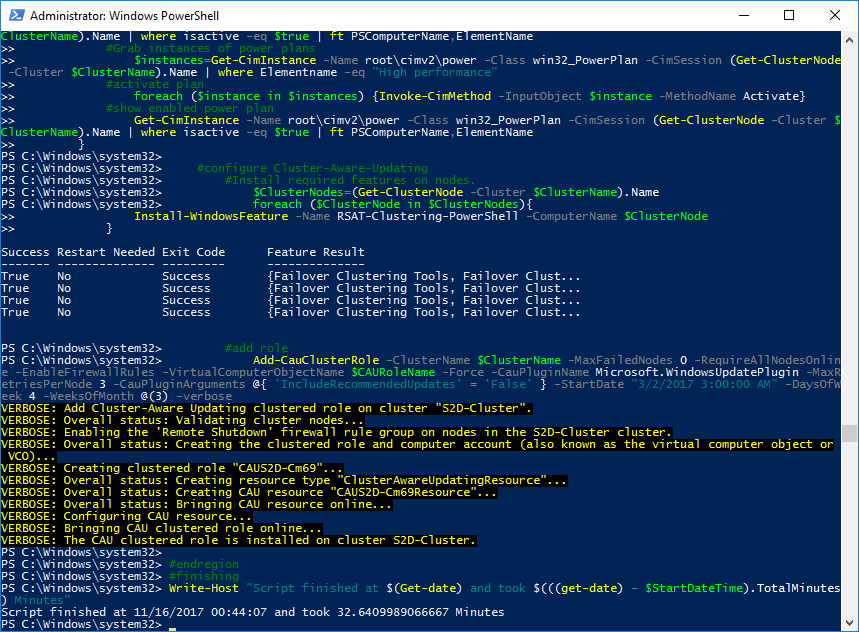 Administrator: Windows PowerShell
ClusterName).Name | where isactive -eq $true | ft PSComputerName,ElementName
>> #Grab instances of power plans
>> $instances=Get-CimInstance -Name root\cimv2\power -Class win32_PowerPlan -CimSession (Get-ClusterNode
-Cluster $ClusterName).Name | where Elementname -eq "High performance"
>> #activate plan
>> foreach ($instance in $instances) {Invoke-CimMethod -InputObject $instance -MethodName Activate}
>> #show enabled power plan
>> Get-CimInstance -Name root\cimv2\power -Class win32_PowerPlan -CimSession (Get-ClusterNode -Cluster $
ClusterName).Name | where isactive -eq $true | ft PSComputerName,ElementName
>> }
PS C:\Windows\system32>
PS C:\Windows\system32> #configure Cluster-Aware-Updating
PS C:\Windows\system32> #Install required features on nodes.
PS C:\Windows\system32> $ClusterNodes=(Get-ClusterNode -Cluster $ClusterName).Name
PS C:\Windows\system32> foreach ($ClusterNode in $ClusterNodes){
>> Install-WindowsFeature -Name RSAT-Clustering-PowerShell -ComputerName $ClusterNode
>> }
Success Restart Needed Exit Code Feature Result
------- -------------- --------- --------------
True No Success {Failover Clustering Tools, Failover Clust...
True No Success {Failover Clustering Tools, Failover Clust...
True No Success {Failover Clustering Tools, Failover Clust...
True No Success {Failover Clustering Tools, Failover Clust...
PS C:\Windows\system32> #add role
PS C:\Windows\system32> Add-CauClusterRole -ClusterName $ClusterName -MaxFailedNodes 0 -RequireAllNodesOnlin
e -EnableFirewallRules -VirtualComputerObjectName $CAURoleName -Force -CauPluginName Microsoft.WindowsUpdatePlugin -MaxR
etriesPerNode 3 -CauPluginArguments @{ 'IncludeRecommendedUpdates' = 'False' } -StartDate "3/2/2017 3:00:00 AM" -DaysOfW
eek 4 -WeeksOfMonth @(3) -verbose
VERBOSE: Add Cluster-Aware Updating clustered role on cluster "S2D-Cluster".
VERBOSE: Overall status: Validating cluster nodes...
VERBOSE: Enabling the 'Remote Shutdown' firewall rule group on nodes in the S2D-Cluster cluster.
VERBOSE: Overall status: Creating the clustered role and computer account (also known as the virtual computer object or
VCO)...
VERBOSE: Creating clustered role "CAUS2D-Cm69"...
VERBOSE: Overall status: Creating resource type "ClusterAwareUpdatingResource"...
VERBOSE: Overall status: Creating CAU resource "CAUS2D-Cm69Resource"...
VERBOSE: Overall status: Bringing CAU resource online...
VERBOSE: Configuring CAU resource...
VERBOSE: Bringing CAU clustered role online...
VERBOSE: The CAU clustered role is installed on cluster S2D-Cluster.
PS C:\Windows\system32>
PS C:\Windows\system32> #endregion
PS C:\Windows\system32> #finishing
PS C:\Windows\system32> Write-Host "Script finished at $(Get-date) and took $(((get-date) - $StartDateTime).TotalMinutes
) Minutes"
Script finished at 11/16/2017 00:44:07 and took 32.6409989066667 Minutes
PS C:\Windows\system32>